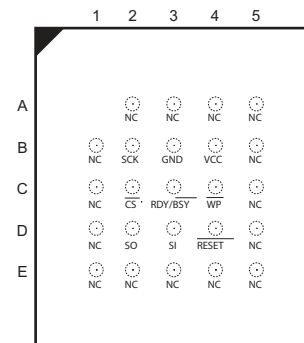 1 2 3 4 5
A
NC NC NC NC
B
NC SCK GND VCC NC
C
NC CS RDY/BSY WP NC
D
NC SO SI RESET NC
E
NC NC NC NC NC